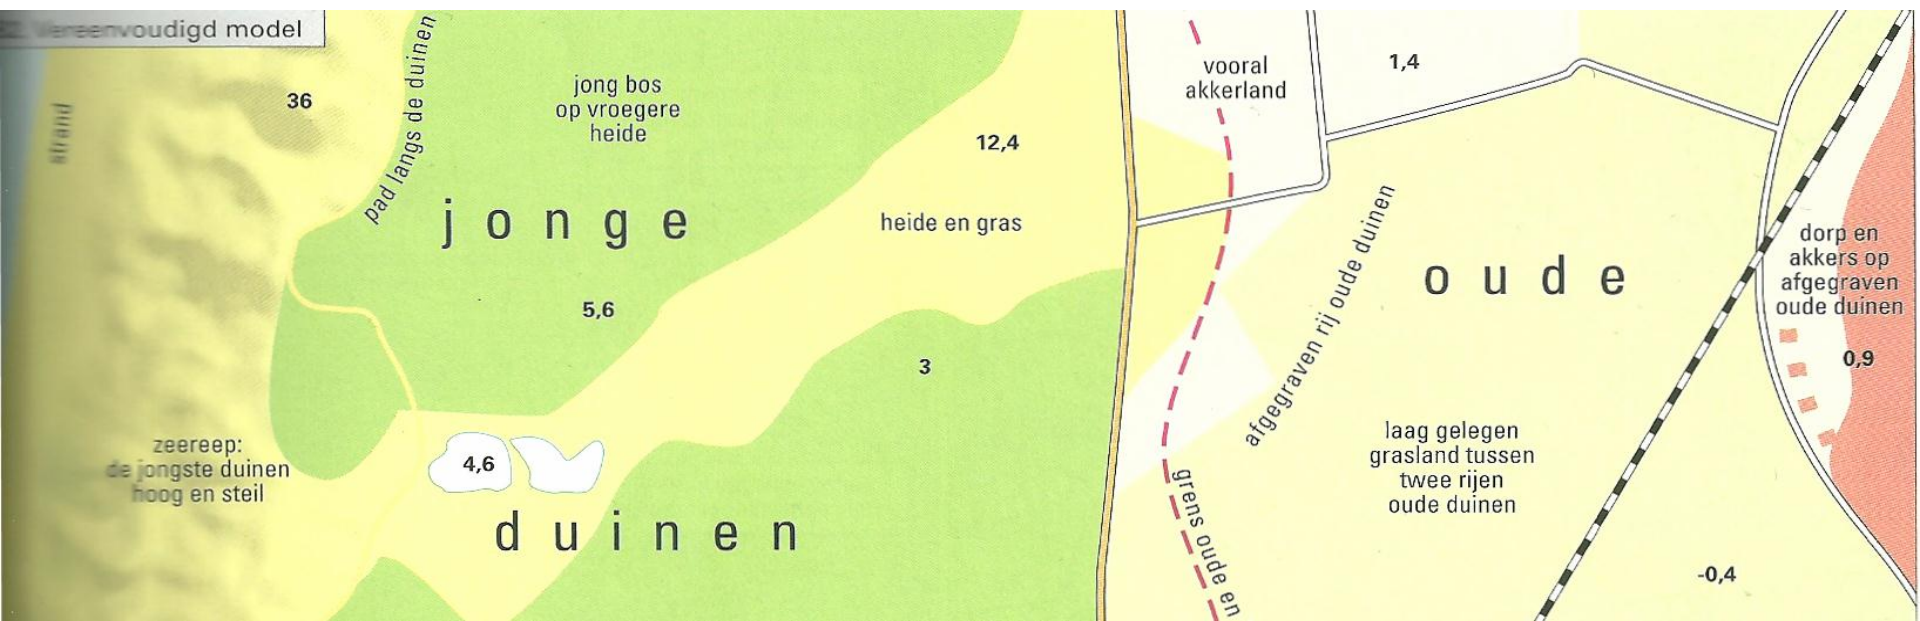 Vereenvoudigd model
strand
36
pad langs de duinen
jong bos
op vroegere
heide
12,4
heide en gras
jonge
5,6
3
zeereep:
de jongste duinen
hoog en steil
4,6
duinen
vooral
akkerland
1,4
afgegraven rij oude duinen
oude
grens oude en
laag gelegen
grasland tussen
twee rijen
oude duinen
-0,4
dorp en
akkers op
afgegraven
oude duinen
0,9